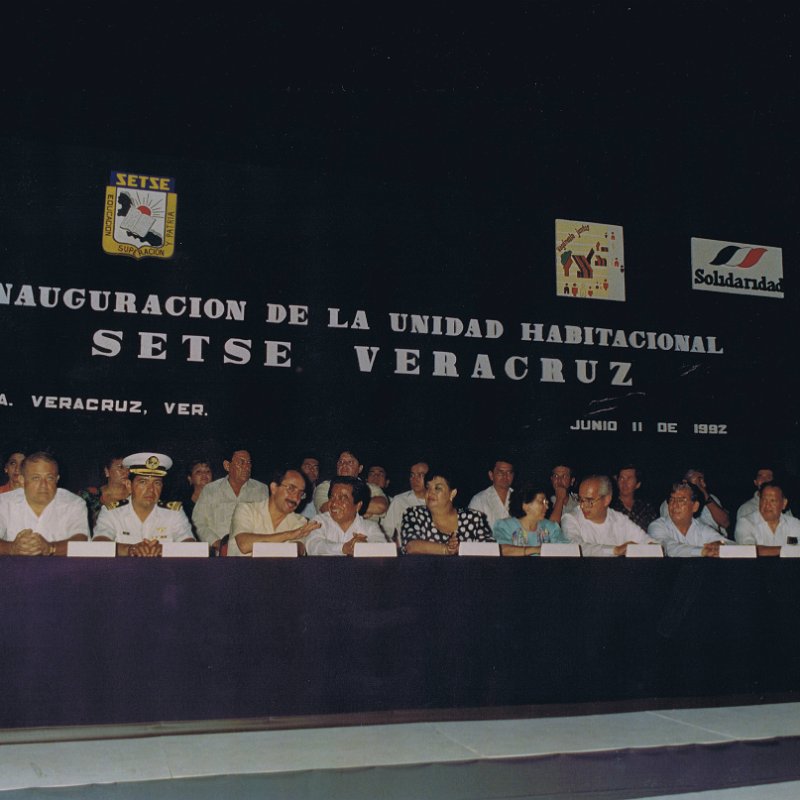 SETSE
EDUCACION
SUPERACION
Y PATRIA
Solidaridad
NAUGURACION DE LA UNIDAD HABITACIONAL
SETSE VERACRUZ
A. VERACRUZ, VER.
JUNIO 11 DE 1992